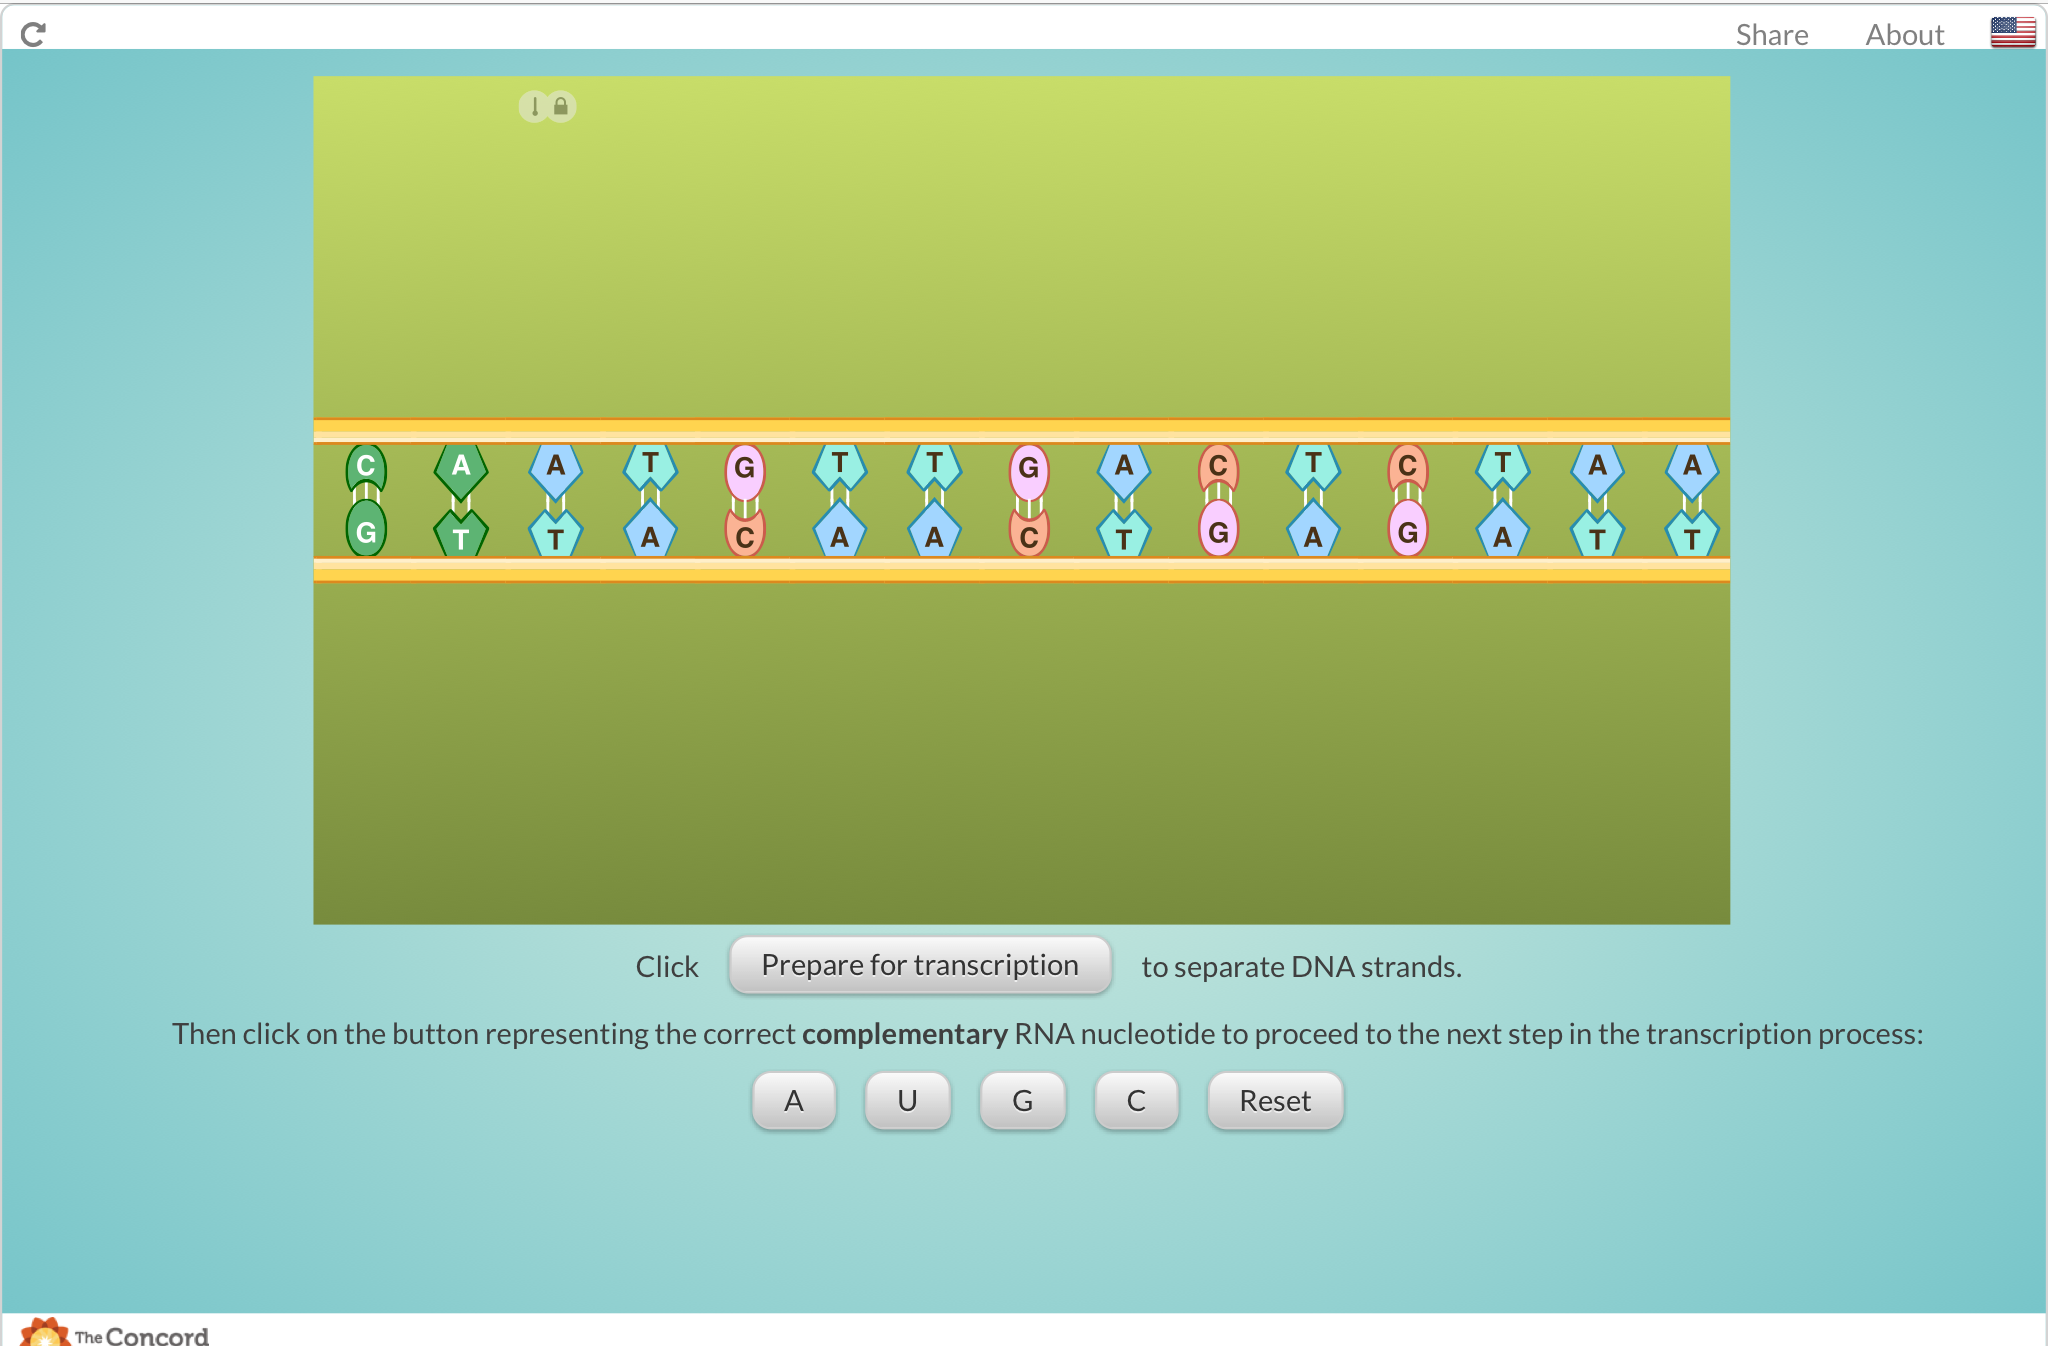 Share About
C A A T G T T G A C T C T A A
G T T A C A A C T G A G A T T
Click Prepare for transcription to separate DNA strands.
Then click on the button representing the correct complementary RNA nucleotide to proceed to the next step in the transcription process:
A U G C Reset
The Concord